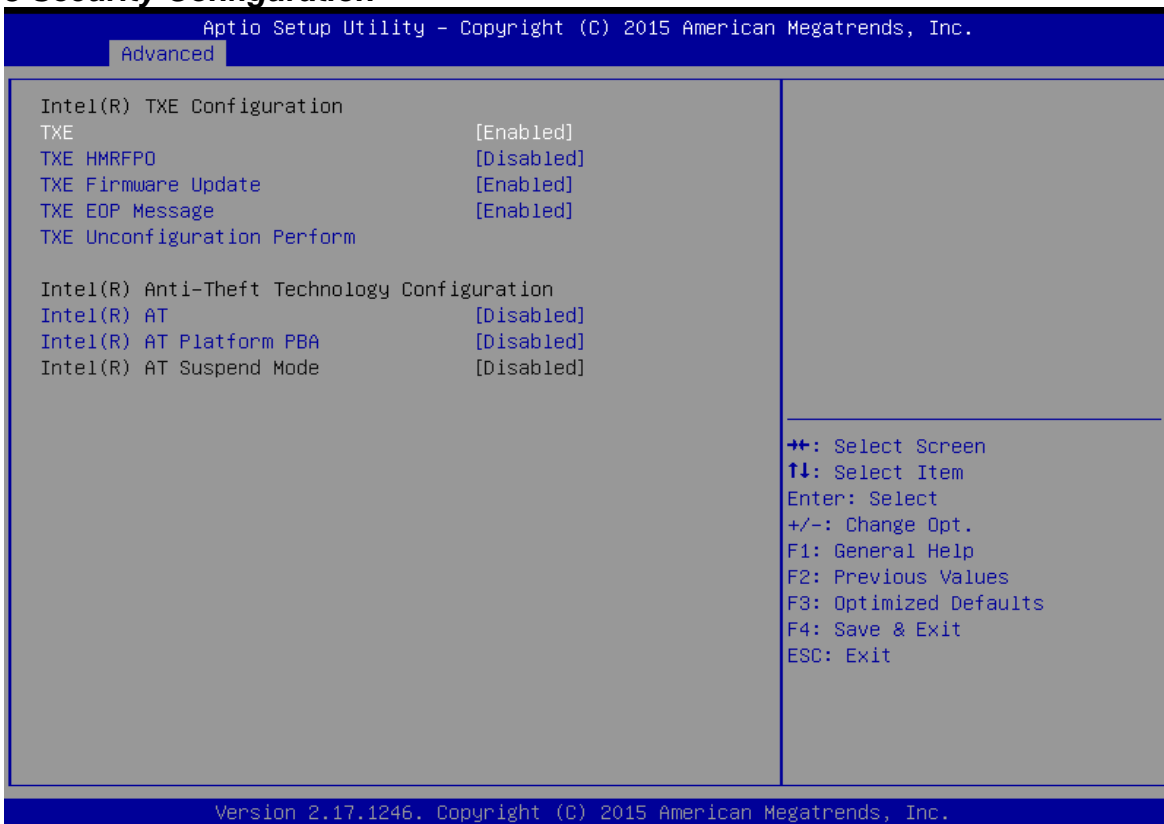 Security Configuration
Aptio Setup Utility – Copyright (C) 2015 American Megatrends, Inc.
Advanced
Intel(R) TXE Configuration
TXE [Enabled]
TXE HMRFPO [Disabled]
TXE Firmware Update [Enabled]
TXE EOP Message [Enabled]
TXE Unconfiguration Perform
Intel(R) Anti-Theft Technology Configuration
Intel(R) AT [Disabled]
Intel(R) AT Platform PBA [Disabled]
Intel(R) AT Suspend Mode [Disabled]
→←: Select Screen
↑↓: Select Item
Enter: Select
+/-: Change Opt.
F1: General Help
F2: Previous Values
F3: Optimized Defaults
F4: Save & Exit
ESC: Exit
Version 2.17.1246. Copyright (C) 2015 American Megatrends, Inc.